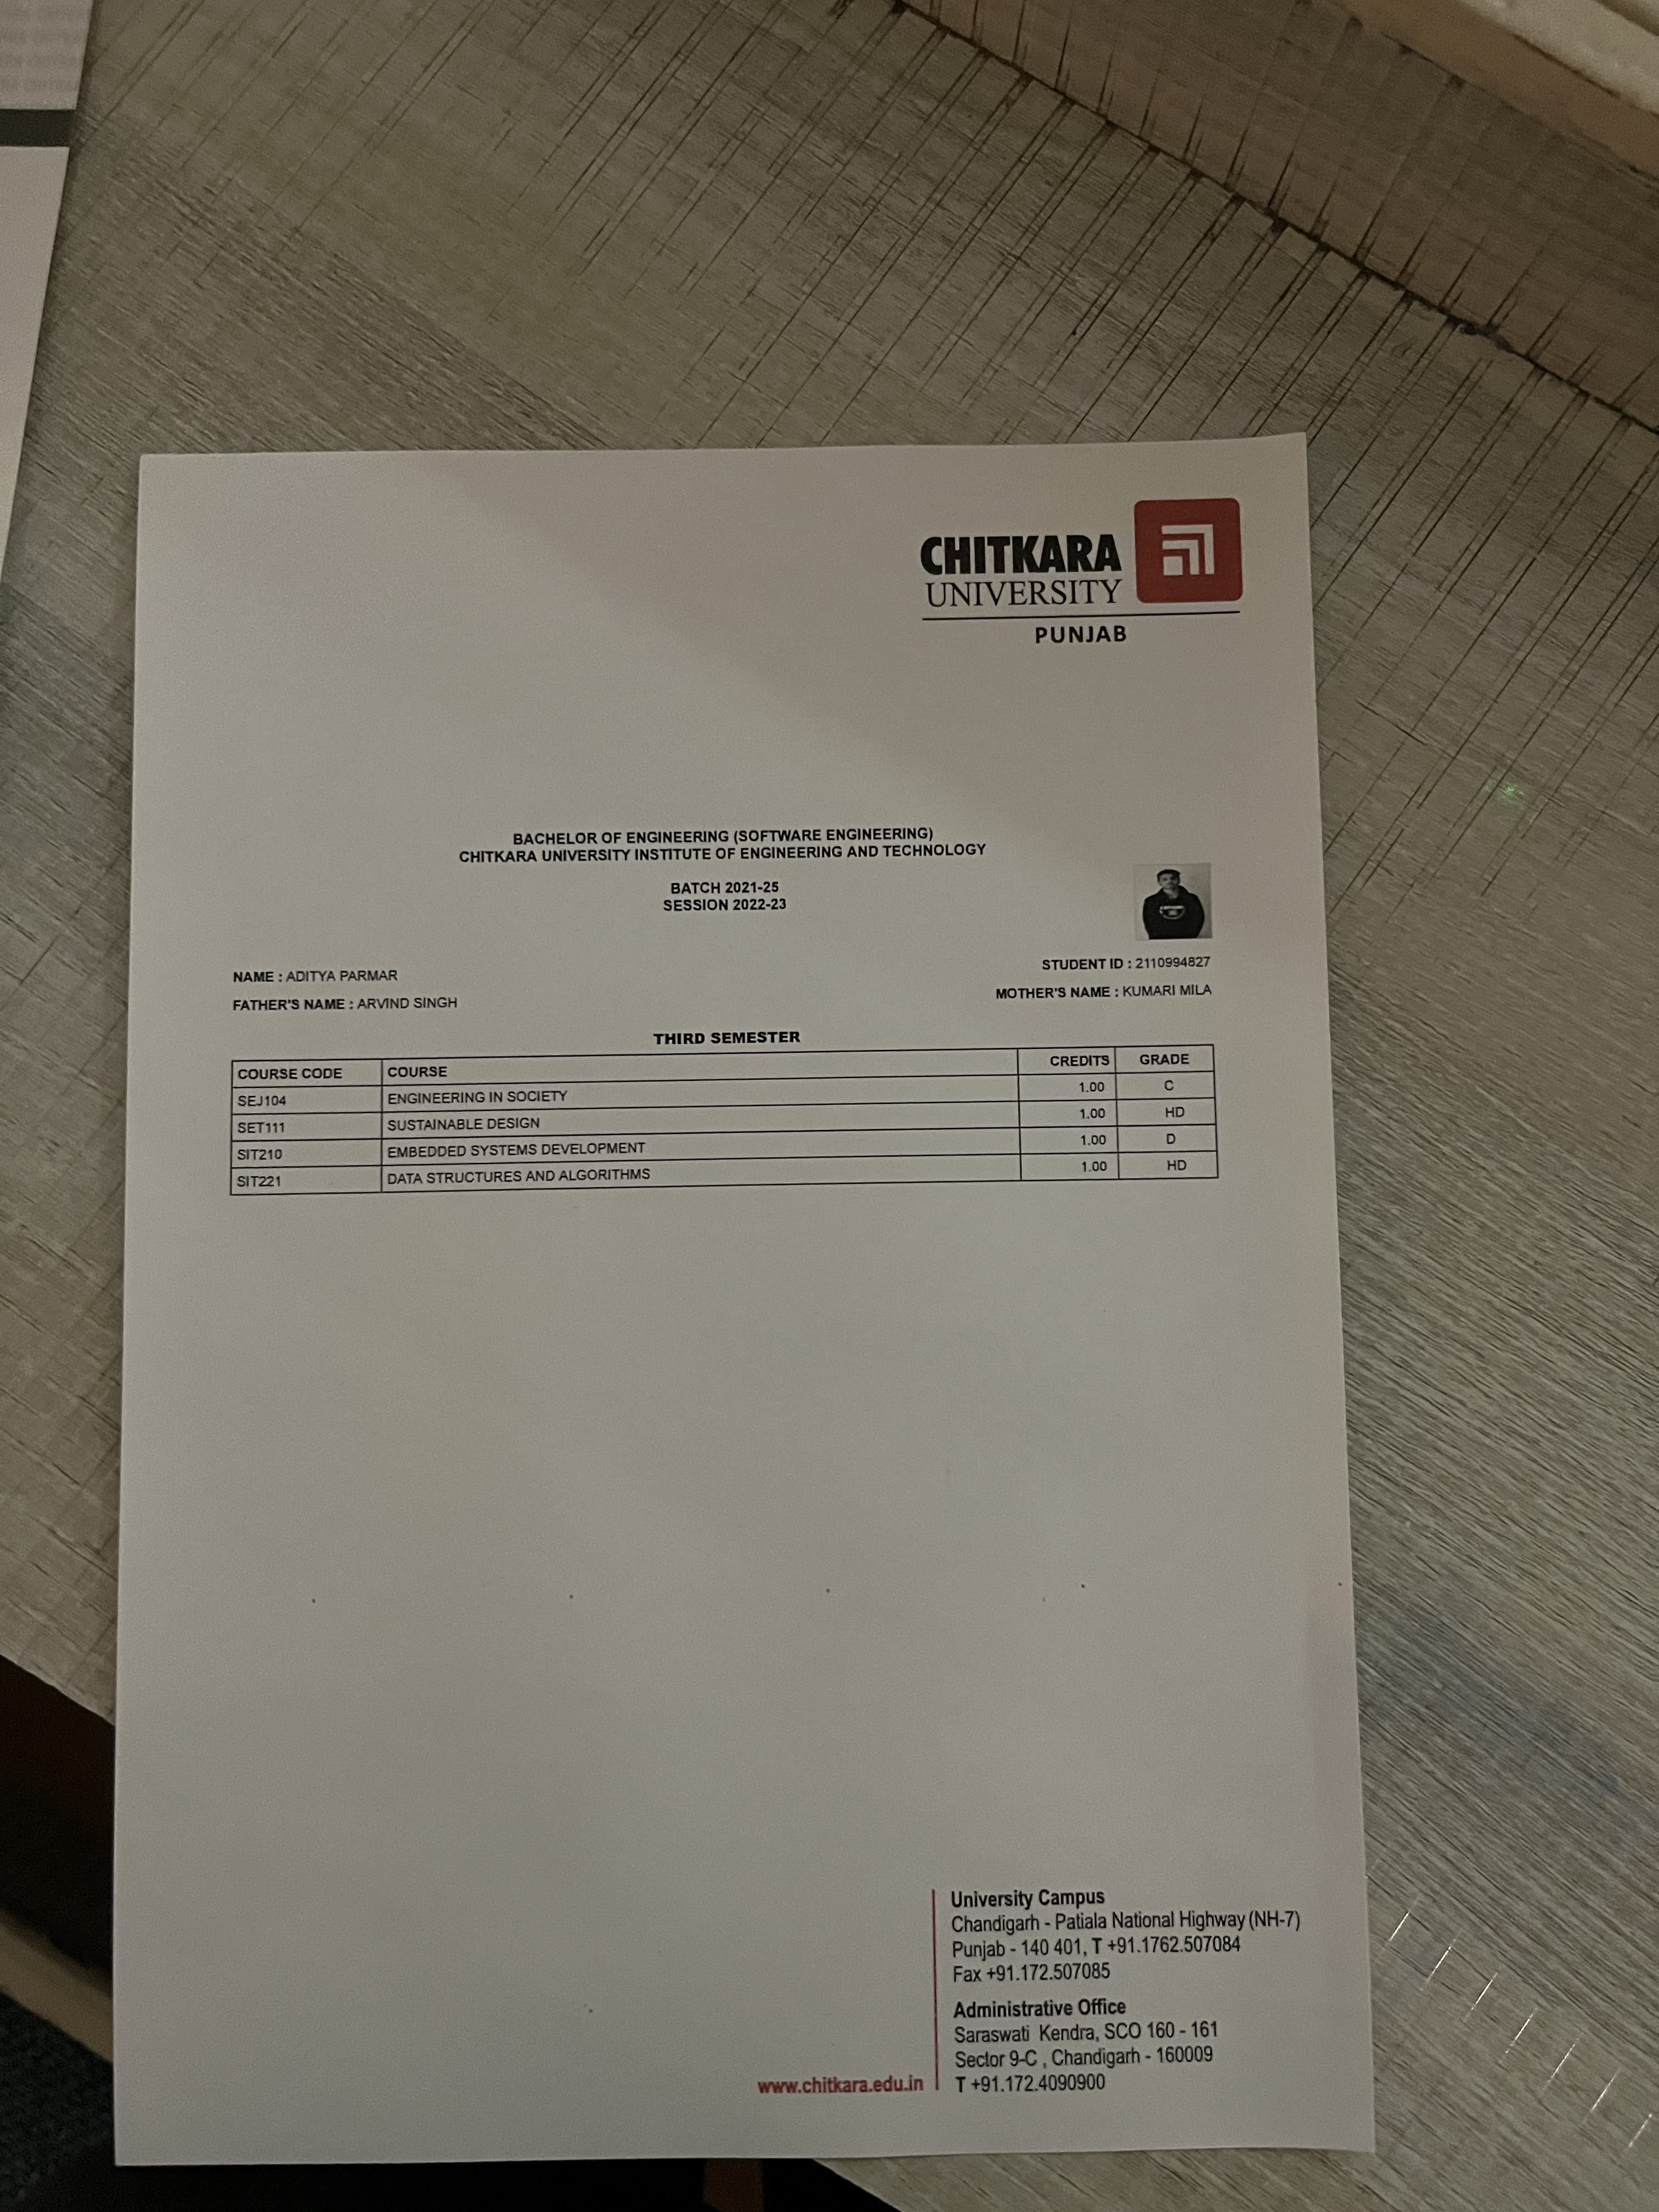 CHITKARA
UNIVERSITY
PUNJAB
BACHELOR OF ENGINEERING (SOFTWARE ENGINEERING)
CHITKARA UNIVERSITY INSTITUTE OF ENGINEERING AND TECHNOLOGY
BATCH 2021-25
SESSION 2022-23
NAME : ADITYA PARMAR STUDENT ID : 2110994827
FATHER'S NAME : ARVIND SINGH MOTHER'S NAME : KUMARI MILA
THIRD SEMESTER
COURSE CODE COURSE CREDITS GRADE
SEJ104 ENGINEERING IN SOCIETY 1.00 C
SET111 SUSTAINABLE DESIGN 1.00 HD
SIT210 EMBEDDED SYSTEMS DEVELOPMENT 1.00 D
SIT221 DATA STRUCTURES AND ALGORITHMS 1.00 HD
University Campus
Chandigarh - Patiala National Highway (NH-7)
Punjab - 140 401, T +91.1762.507084
Fax +91.172.507085
Administrative Office
Saraswati Kendra, SCO 160 - 161
Sector 9-C , Chandigarh - 160009
www.chitkara.edu.in T +91.172.4090900